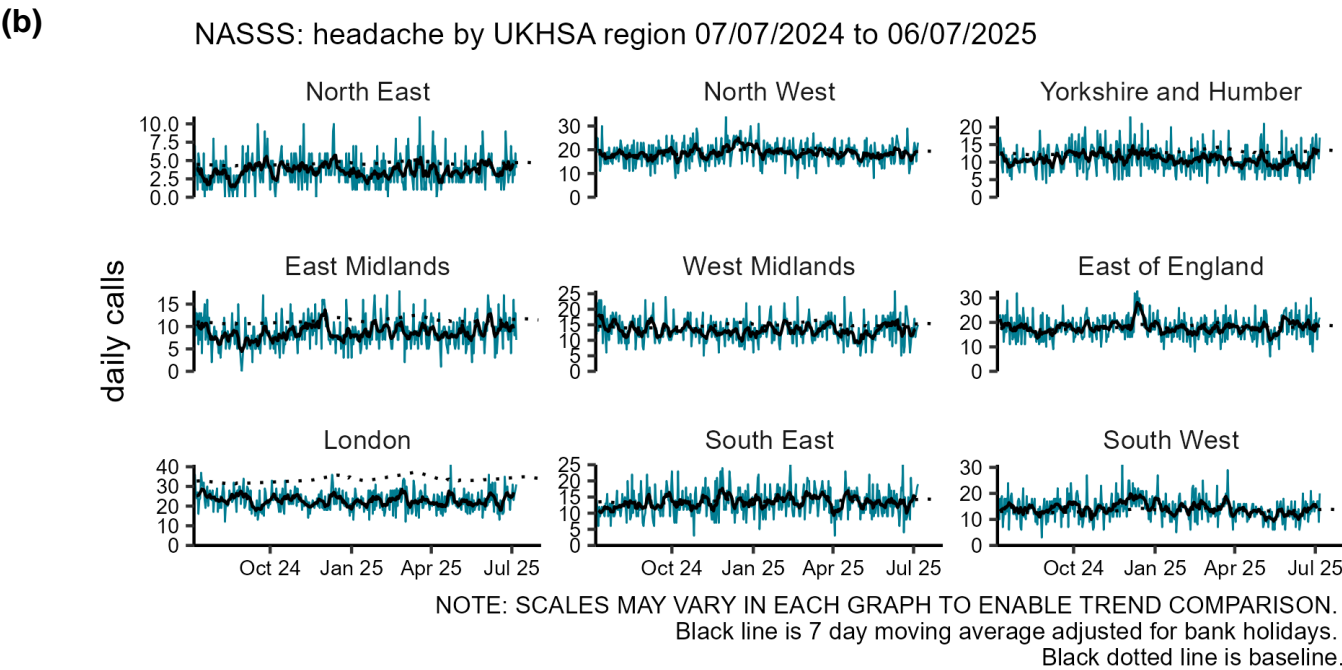 (b)
NASSS: headache by UKHSA region 07/07/2024 to 06/07/2025
North East
North West
Yorkshire and Humber
10.0
7.5
5.0
2.5
0.0
30
20
10
0
20
15
10
5
0
daily calls
East Midlands
West Midlands
East of England
15
10
5
0
25
20
15
10
5
0
30
20
10
0
London
South East
South West
40
30
20
10
0
25
20
15
10
5
0
30
20
10
0
Oct 24 Jan 25 Apr 25 Jul 25
Oct 24 Jan 25 Apr 25 Jul 25
Oct 24 Jan 25 Apr 25 Jul 25
NOTE: SCALES MAY VARY IN EACH GRAPH TO ENABLE TREND COMPARISON.
Black line is 7 day moving average adjusted for bank holidays.
Black dotted line is baseline.